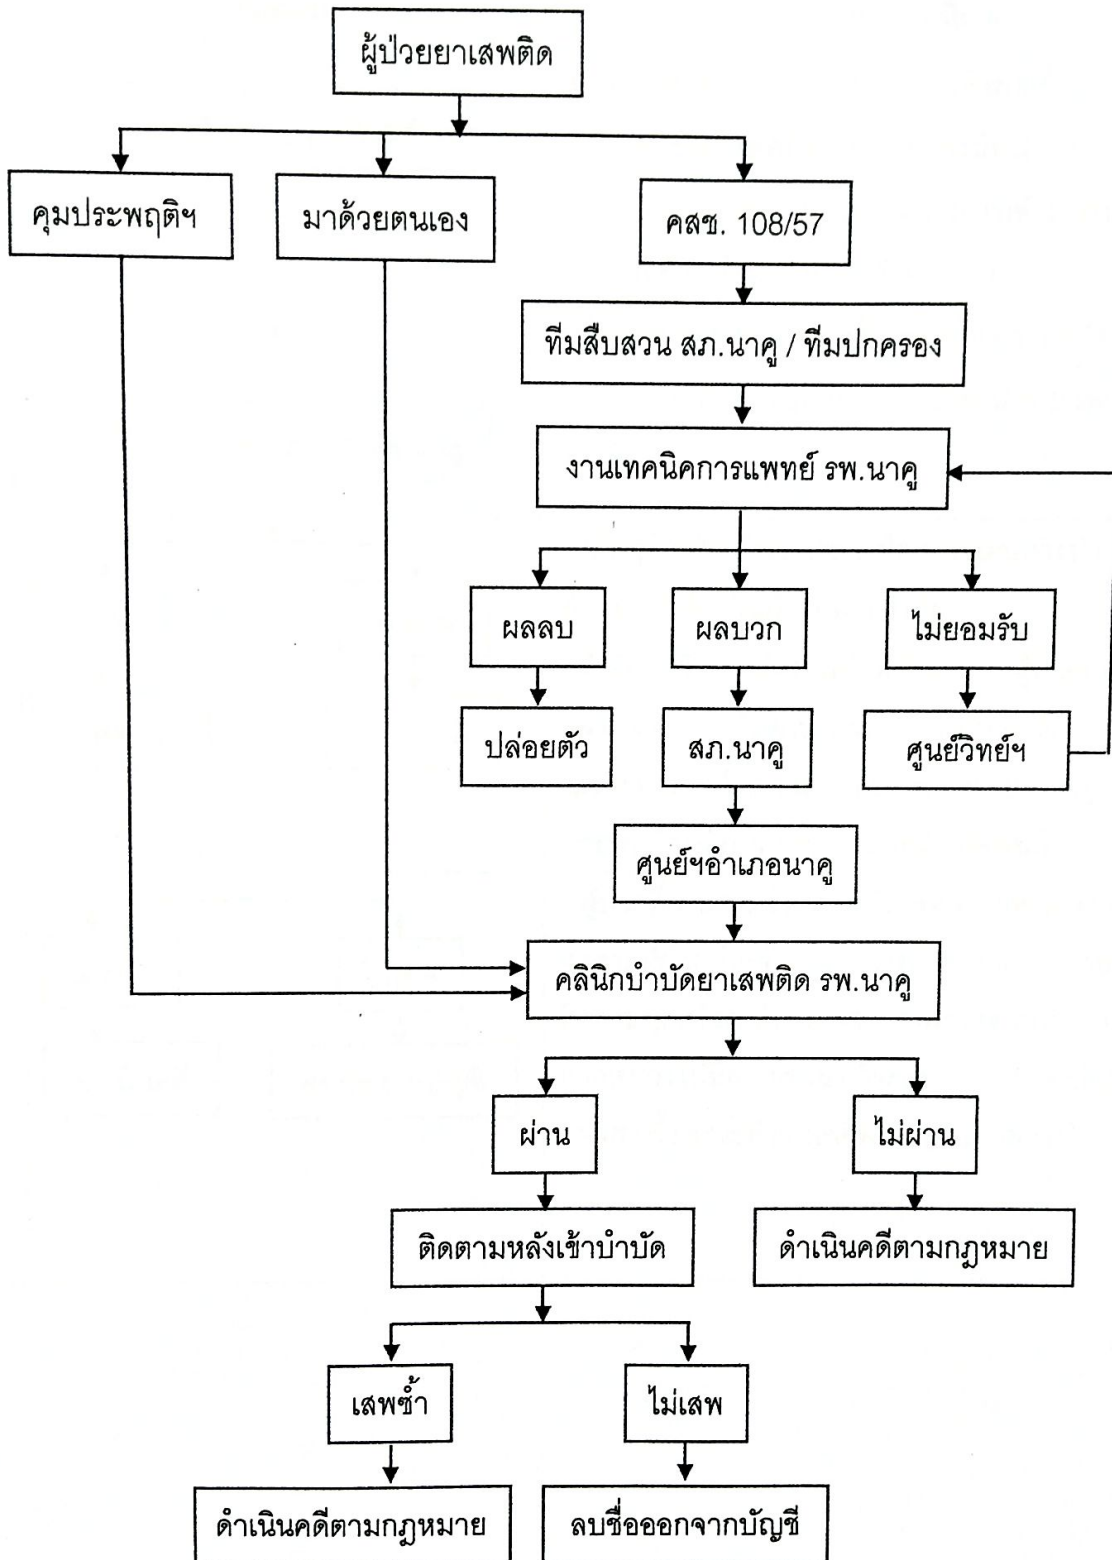 ผู้ป่วยยาเสพติด
คุมประพฤติฯ
มาด้วยตนเอง
คสช. 108/57
ทีมสืบสวน สภ.นาคู / ทีมปกครอง
งานเทคนิคการแพทย์ รพ.นาคู
ผลลบ
ผลบวก
ไม่ยอมรับ
ปล่อยตัว
สภ.นาคู
ศูนย์วิทย์ฯ
ศูนย์ฯอำเภอนาคู
คลินิกบำบัดยาเสพติด รพ.นาคู
ผ่าน
ไม่ผ่าน
ติดตามหลังเข้าบำบัด
ดำเนินคดีตามกฎหมาย
เสพซ้ำ
ไม่เสพ
ดำเนินคดีตามกฎหมาย
ลบชื่อออกจากบัญชี